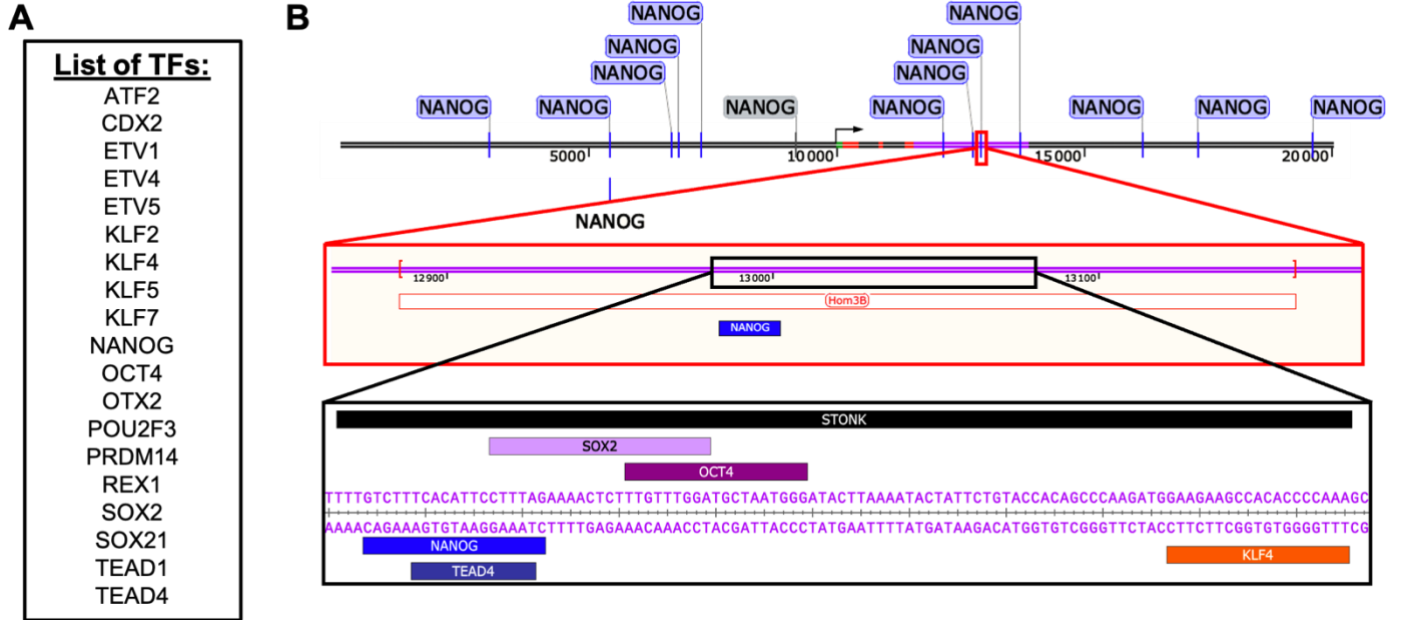 A
List of TFs:
ATF2
CDX2
ETV1
ETV4
ETV5
KLF2
KLF4
KLF5
KLF7
NANOG
OCT4
OTX2
POU2F3
PRDM14
REX1
SOX2
SOX21
TEAD1
TEAD4
B
NANOG NANOG
NANOG NANOG
NANOG NANOG
NANOG NANOG NANOG NANOG NANOG NANOG NANOG
5000 10000 15000 20000
NANOG
12900 13000 13100
Hom3B
NANOG
STONK
SOX2
OCT4
TTTTGTCTTTCACATTCCTTTAGAAAACTCTTTGTTTGGATGCTAATGGGATACTTAAAATACTATTCTGTACCACAGCCCAAGATGGAAGAAGCCACACCCCAAAGC
AAAACAGAAAGTGTAAGGAAATCTTTTGAGAAACAAACCTACGATTACCCTATGAATTTTATGATAAGACATGGTGTCGGGTTCTACCTTCTTCGGTGTGGGGTTTCG
NANOG KLF4
TEAD4